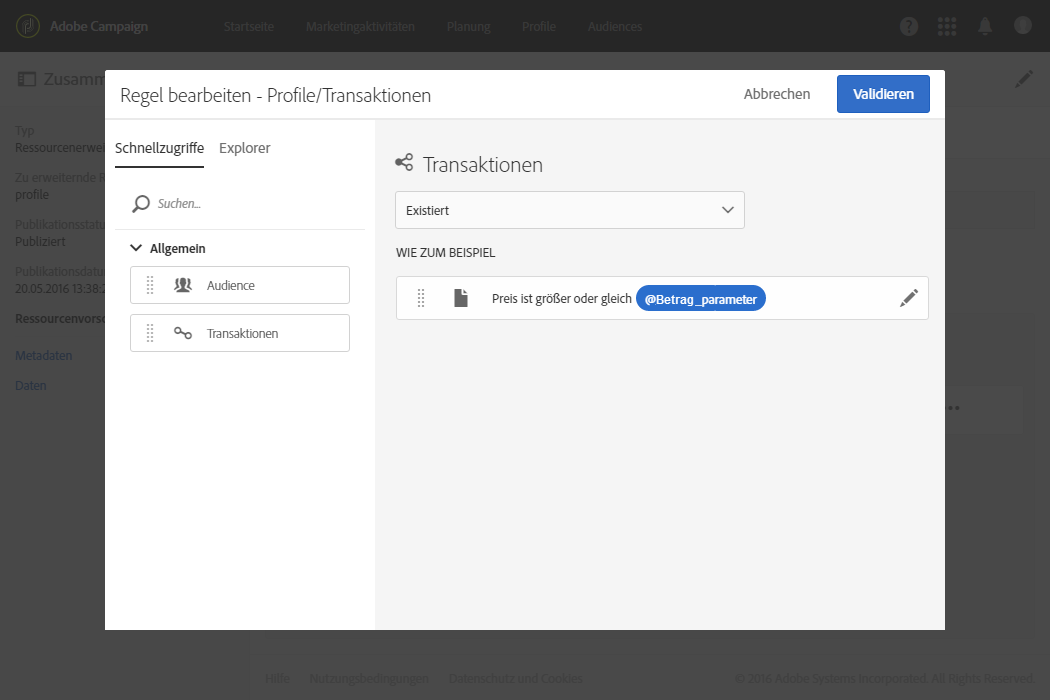 Adobe Campaign Startseite Marketingaktivitäten Planung Profile Audiences
Zusamm
Regel bearbeiten - Profile/Transaktionen Abbrechen Validieren
Typ
Ressourcenerwei
Zu erweiternde R
profile
Publikationsstatu
Publiziert
Publikationsdatu
20.05.2016 13:38:2
Ressourcenvorsc
Metadaten
Daten
Schnellzugriffe Explorer
Suchen...
Allgemein
Audience
Transaktionen
Transaktionen
Existiert
WIE ZUM BEISPIEL
Preis ist größer oder gleich @Betrag_parameter
Hilfe Nutzungsbedingungen Datenschutz und Cookies © 2016 Adobe Systems Incorporated. All Rights Reserved.